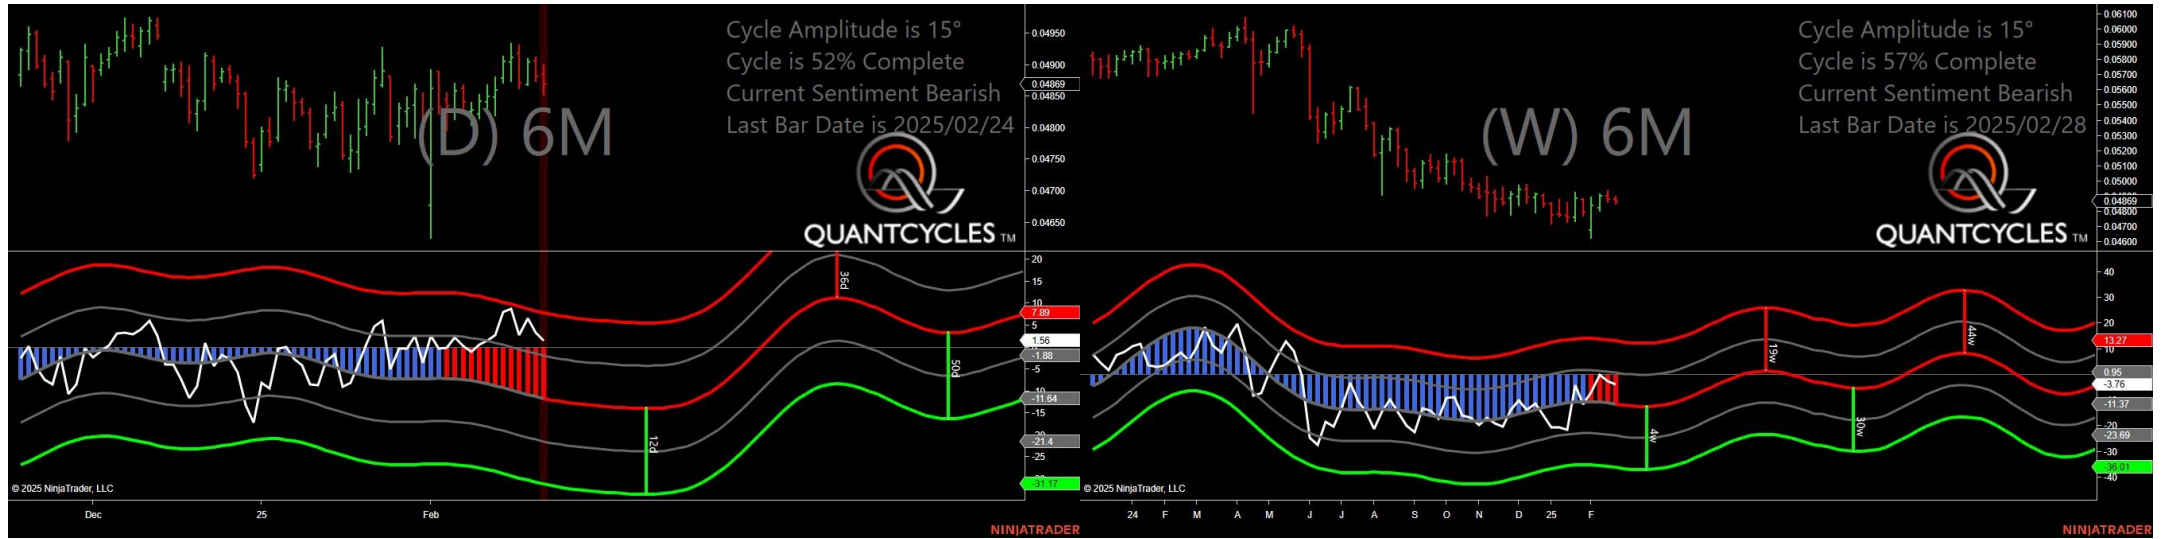 Cycle Amplitude is 15°
Cycle is 52% Complete
Current Sentiment Bearish
Last Bar Date is 2025/02/24
(D) 6M
QUANTCYCLES TM
0.04950
0.04900
0.04869
0.04850
0.04800
0.04750
0.04700
0.04650
20
15
10
7.89
5
1.56
-1.88
-5
-11.64
-15
-21.4
-25
-31.17
36d
50d
12d
© 2025 NinjaTrader, LLC
Dec
25
Feb
NINJATRADER
Cycle Amplitude is 15°
Cycle is 57% Complete
Current Sentiment Bearish
Last Bar Date is 2025/02/28
(W) 6M
QUANTCYCLES TM
0.06100
0.06000
0.05900
0.05800
0.05700
0.05600
0.05500
0.05400
0.05300
0.05200
0.05100
0.05000
0.04869
0.04800
0.04700
0.04600
40
30
20
13.27
10
0.95
-3.76
-11.37
-20
-23.69
-30
-36.01
-40
19w
44w
30w
4w
© 2025 NinjaTrader, LLC
24 F M A M J J A S O N D 25 F
NINJATRADER